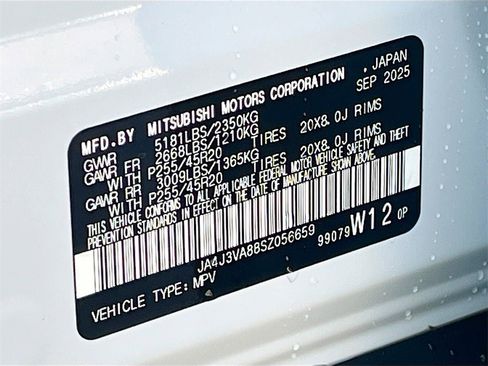 MFD.BY MITSUBISHI MOTORS CORPORATION , JAPAN
SEP 2025
GVWR 5181LBS/2350KG
GAWR FR 2668LBS/1210KG
WITH P255/45R20 TIRES 20X8.0J RIMS
GAWR RR 3009LBS/1365KG
WITH P255/45R20 TIRES 20X8.0J RIMS
THIS VEHICLE CONFORMS TO ALL APPLICABLE FEDERAL MOTOR VEHICLE SAFETY AND THEFT
PREVENTION STANDARDS IN EFFECT ON THE DATE OF MANUFACTURE SHOWN ABOVE.
JA4J3VA88SZ056659
99079 W12 0P
VEHICLE TYPE: MPV